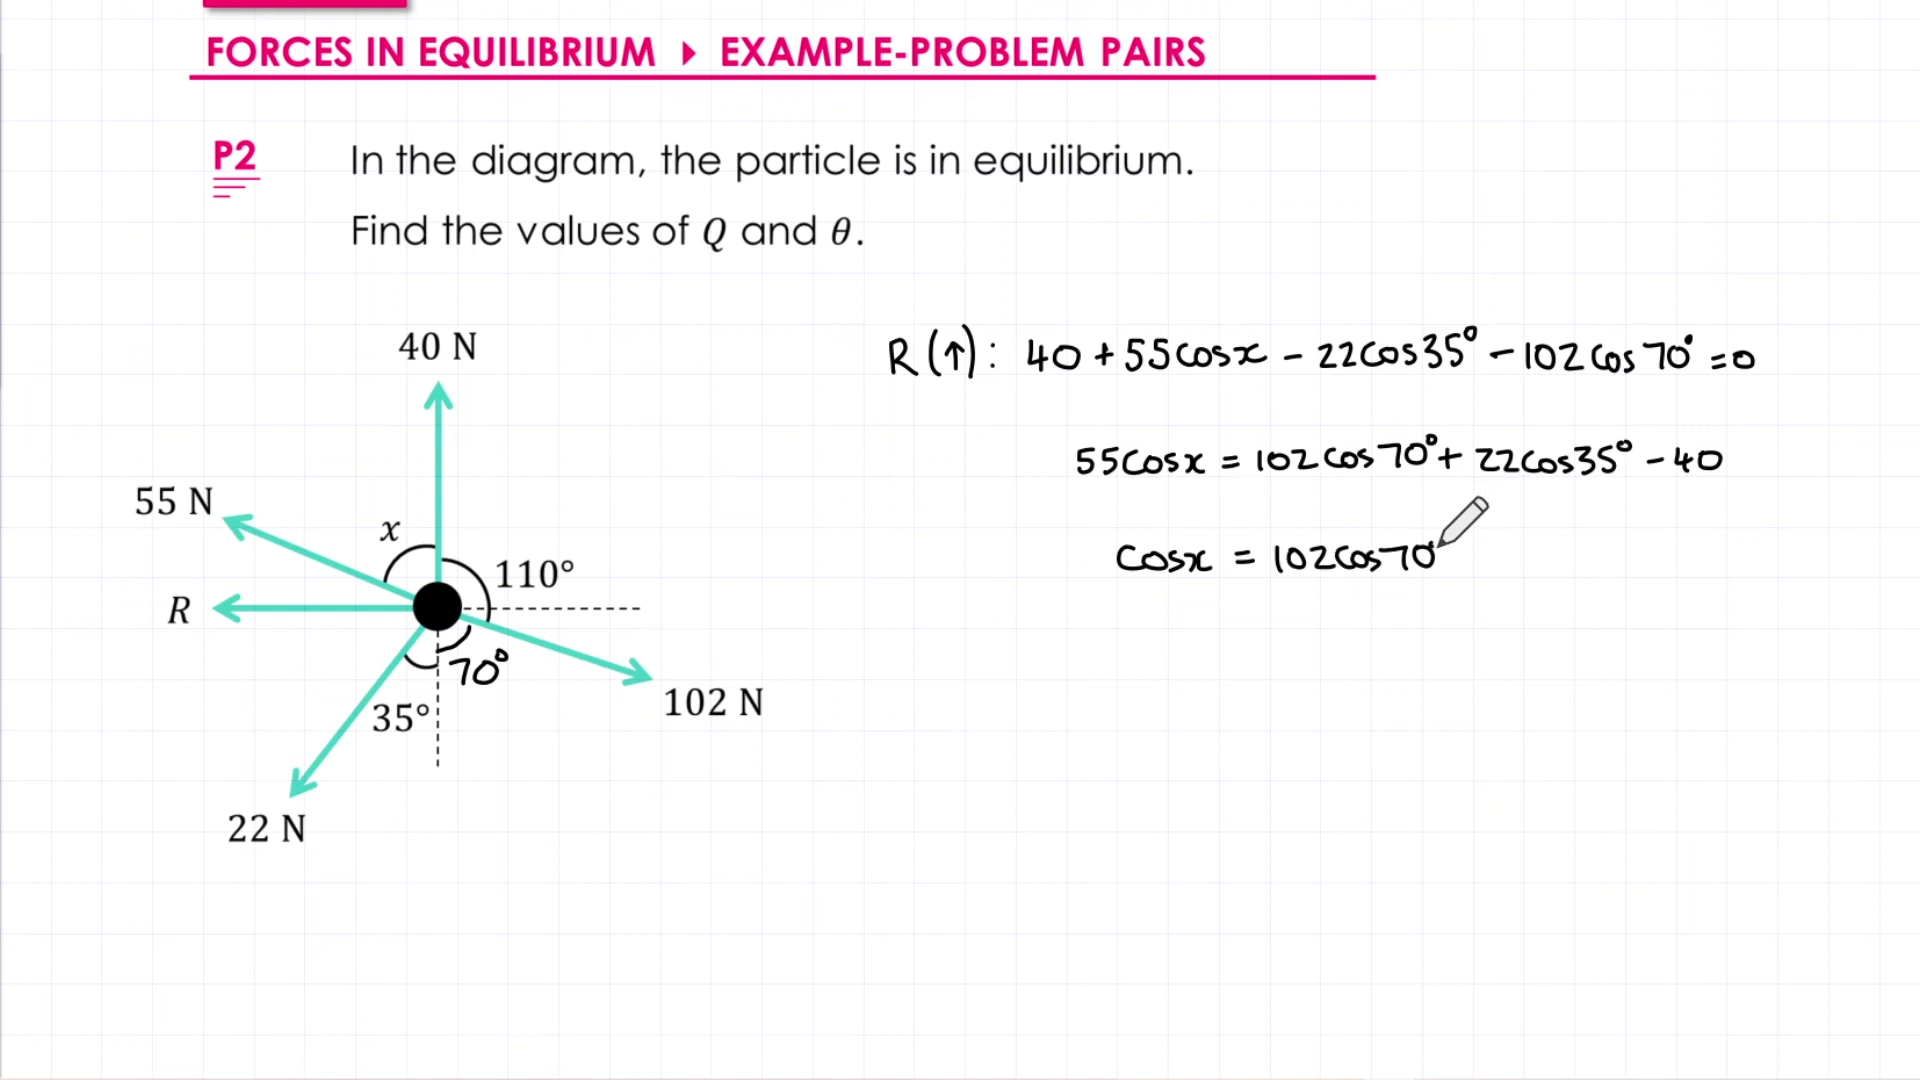 FORCES IN EQUILIBRIUM ▸ EXAMPLE-PROBLEM PAIRS
P2 In the diagram, the particle is in equilibrium.
Find the values of Q and θ.
40 N
R(↑): 40 + 55cosx − 22cos35° − 102cos70° = 0
55cosx = 102cos70° + 22cos35° − 40
55 N
x
cosx = 102cos70°
110°
R
70°
102 N
35°
22 N